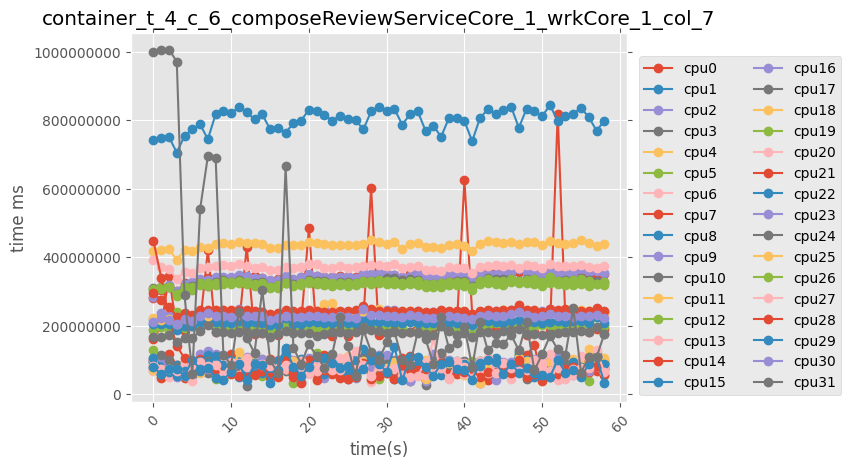 container_t_4_c_6_composeReviewServiceCore_1_wrkCore_1_col_7
time ms
1000000000
800000000
600000000
400000000
200000000
0
0
10
20
30
40
50
60
time(s)
cpu0
cpu1
cpu2
cpu3
cpu4
cpu5
cpu6
cpu7
cpu8
cpu9
cpu10
cpu11
cpu12
cpu13
cpu14
cpu15
cpu16
cpu17
cpu18
cpu19
cpu20
cpu21
cpu22
cpu23
cpu24
cpu25
cpu26
cpu27
cpu28
cpu29
cpu30
cpu31